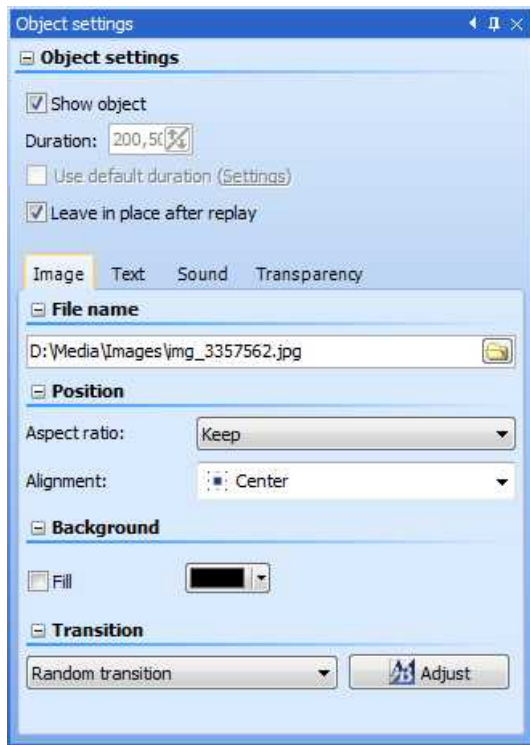 Object settings
Object settings
Show object
Duration: 200,50
Use default duration (Settings)
Leave in place after replay
Image Text Sound Transparency
File name
D:\Media\Images\img_3357562.jpg
Position
Aspect ratio: Keep
Alignment: Center
Background
Fill
Transition
Random transition Adjust